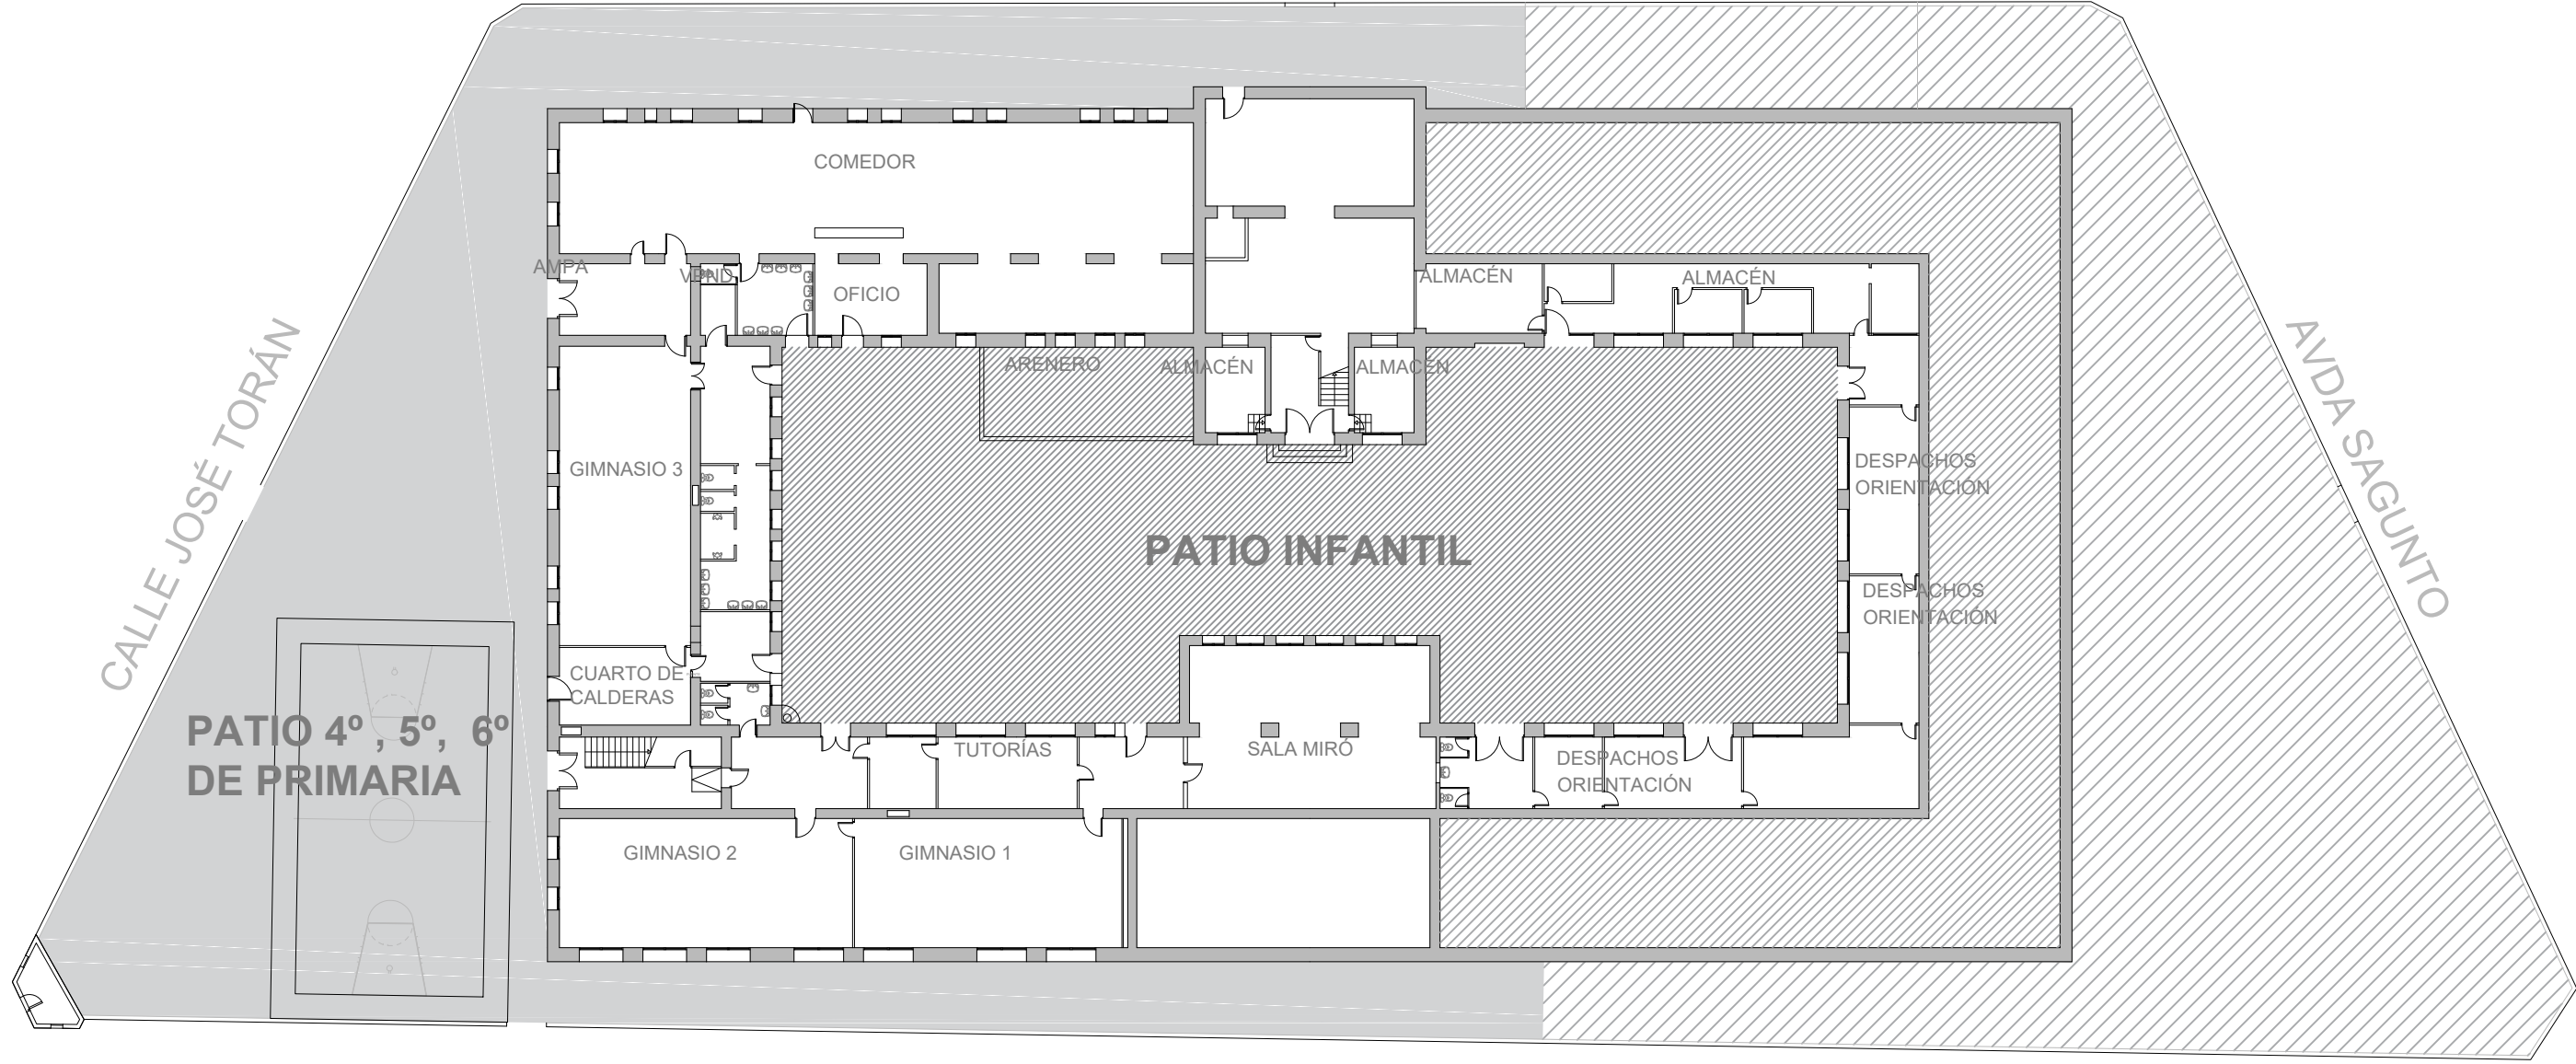 COMEDOR
AMPA
VPND
OFICIO
ALMACÉN
ALMACÉN
ARENERO
ALMACÉN
ALMACÉN
CALLE JOSÉ TORÁN
AVDA SAGUNTO
GIMNASIO 3
DESPACHOS
ORIENTACIÓN
PATIO INFANTIL
DESPACHOS
ORIENTACIÓN
CUARTO DE
CALDERAS
PATIO 4º , 5º, 6º
DE PRIMARIA
TUTORÍAS
SALA MIRÓ
DESPACHOS
ORIENTACIÓN
GIMNASIO 2
GIMNASIO 1